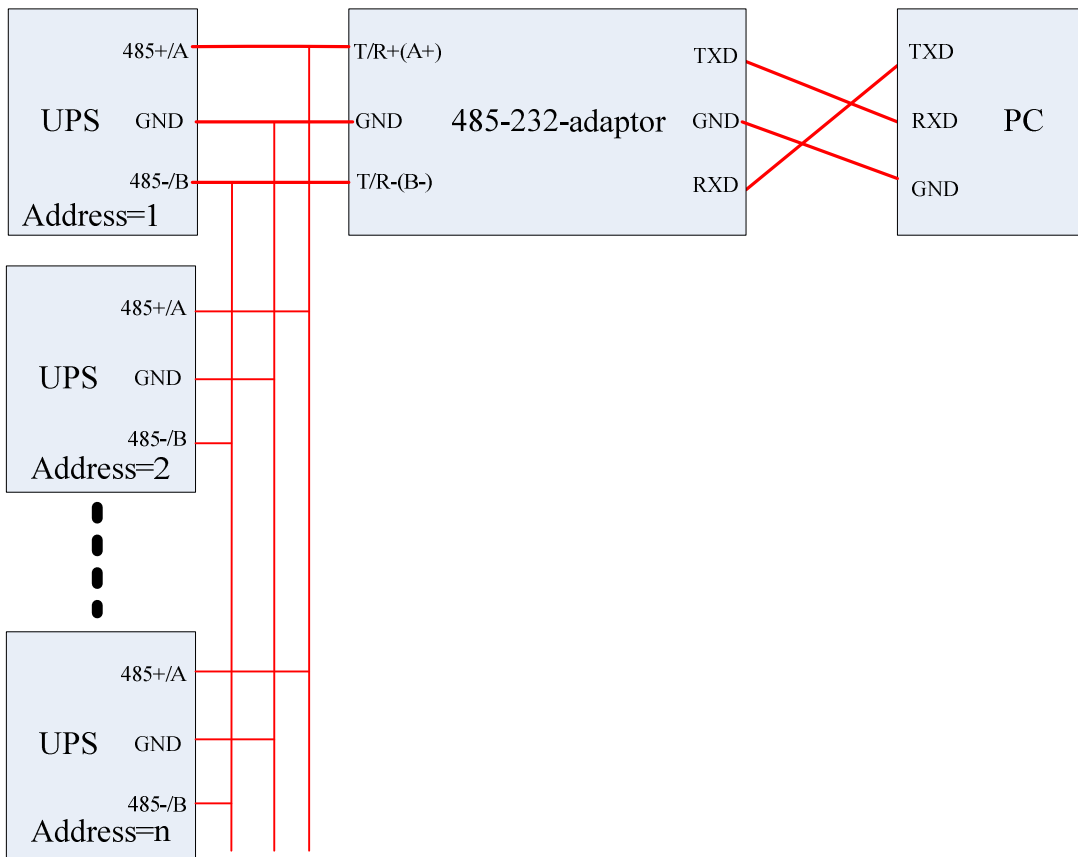 485+/A
UPS
GND
485-/B
Address=1
T/R+(A+)
GND
T/R-(B-)
485-232-adaptor
TXD
GND
RXD
TXD
RXD
GND
PC
485+/A
UPS
GND
485-/B
Address=2
485+/A
UPS
GND
485-/B
Address=n